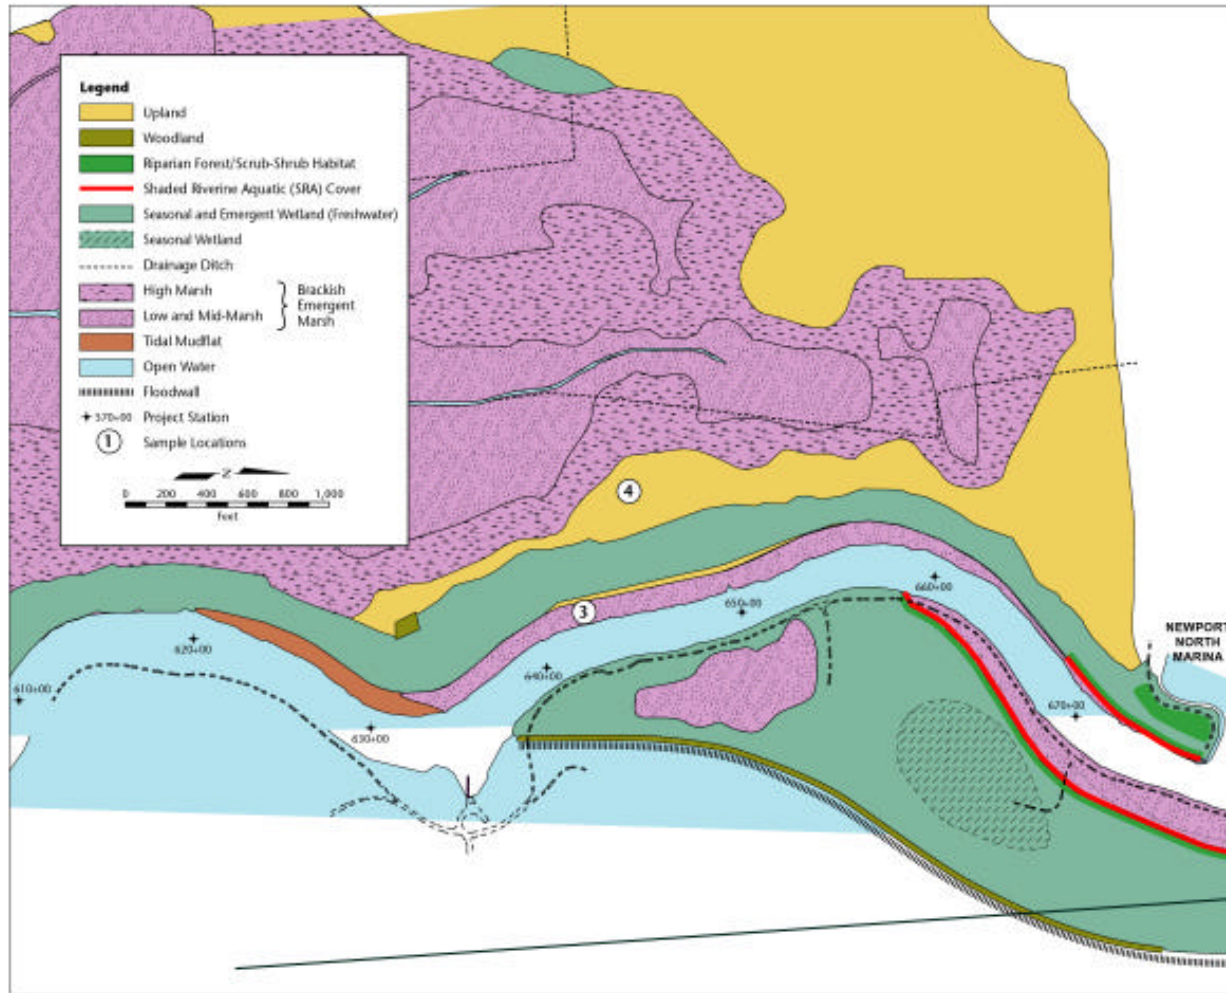 Legend
Upland
Woodland
Riparian Forest/Scrub-Shrub Habitat
Shaded Riverine Aquatic (SRA) Cover
Seasonal and Emergent Wetland (Freshwater)
Seasonal Wetland
Drainage Ditch
High Marsh
Low and Mid-Marsh
Brackish
Emergent
Marsh
Tidal Mudflat
Open Water
Floodwall
570+00 Project Station
1 Sample Locations
N
0 200 400 600 800 1,000
Feet
4
3
660+00
650+00
620+00
640+00
610+00
630+00
670+00
NEWPORT
NORTH
MARINA